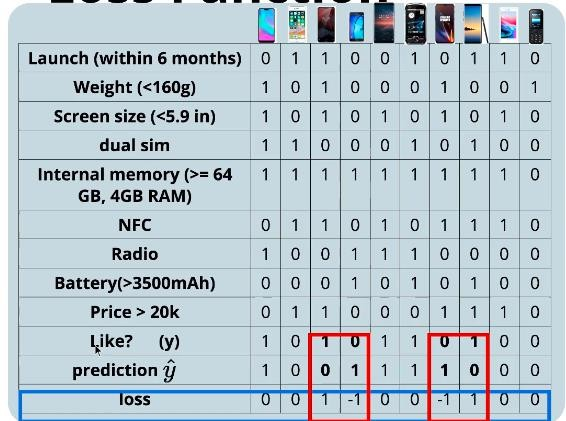 Loss Function
Launch (within 6 months) 0 1 1 0 0 1 0 1 1 0
Weight (<160g) 1 0 1 0 0 0 1 0 0 1
Screen size (<5.9 in) 1 0 1 0 1 0 1 0 1 0
dual sim 1 1 0 0 0 1 0 1 0 0
Internal memory (>= 64 1 1 1 1 1 1 1 1 1 0
GB, 4GB RAM)
NFC 0 1 1 0 1 0 1 1 1 0
Radio 1 0 0 1 1 1 0 0 0 0
Battery(>3500mAh) 0 0 0 1 0 1 0 1 0 0
Price > 20k 0 1 1 0 0 0 1 1 1 0
Like? (y) 1 0 1 0 1 1 0 1 0 0
prediction ŷ 1 0 0 1 1 1 1 0 0 0
loss 0 0 1 -1 0 0 -1 1 0 0